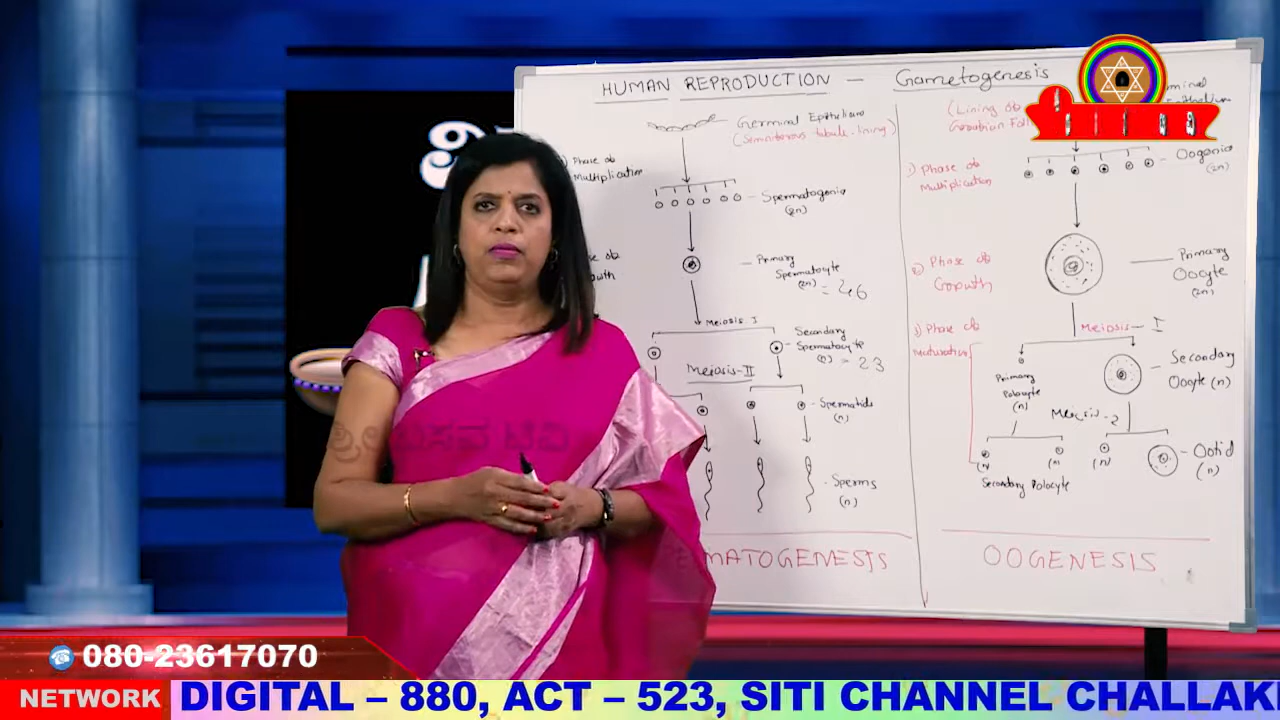 HUMAN REPRODUCTION — Gametogenesis
Germinal Epithelium
(Seminiferous tubule lining)
Phase of
Multiplication
Spermatogonia
(2n)
Primary
Spermatocyte
(2n) = 46
Meiosis-I
Secondary
Spermatocyte
(n) = 23
Meiosis-II
Spermatids
(n)
Sperms
(n)
MATOGENESIS
(Lining of
1) Phase of
Multiplication
Oogonia
(2n)
2) Phase of
Growth
Primary
Oocyte
(2n)
3) Phase of
Maturation
Meiosis - I
Primary
Polocyte
(n)
Secondary
Oocyte (n)
Meiosis-2
Ootid
(n)
(n)
(n)
(n)
Secondary Polocyte
OOGENESIS
ಶ್ರೀ ಬಸವ ಟಿವಿ
080-23617070
NETWORK
DIGITAL – 880, ACT – 523, SITI CHANNEL CHALLAK